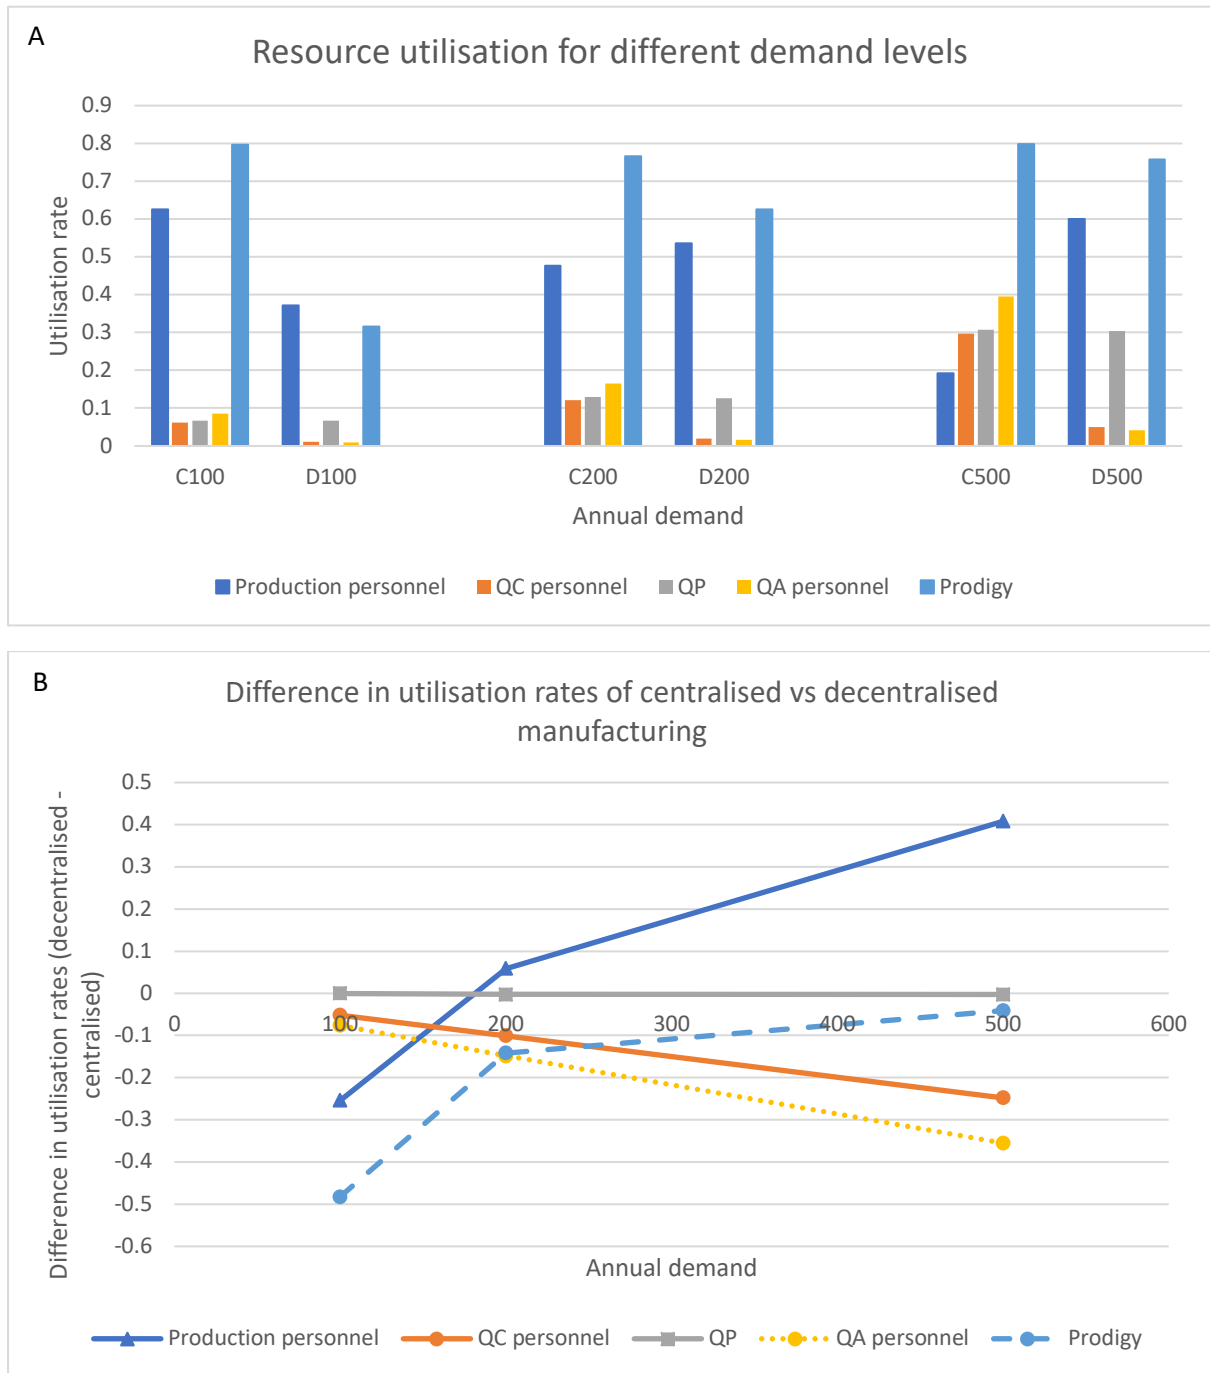 A
Resource utilisation for different demand levels
Utilisation rate
0.9
0.8
0.7
0.6
0.5
0.4
0.3
0.2
0.1
0
C100 D100 C200 D200 C500 D500
Annual demand
Production personnel QC personnel QP QA personnel Prodigy
B
Difference in utilisation rates of centralised vs decentralised
manufacturing
Difference in utilisation rates (decentralised -
centralised)
0.5
0.4
0.3
0.2
0.1
0
-0.1
-0.2
-0.3
-0.4
-0.5
-0.6
0 100 200 300 400 500 600
Annual demand
Production personnel QC personnel QP QA personnel Prodigy